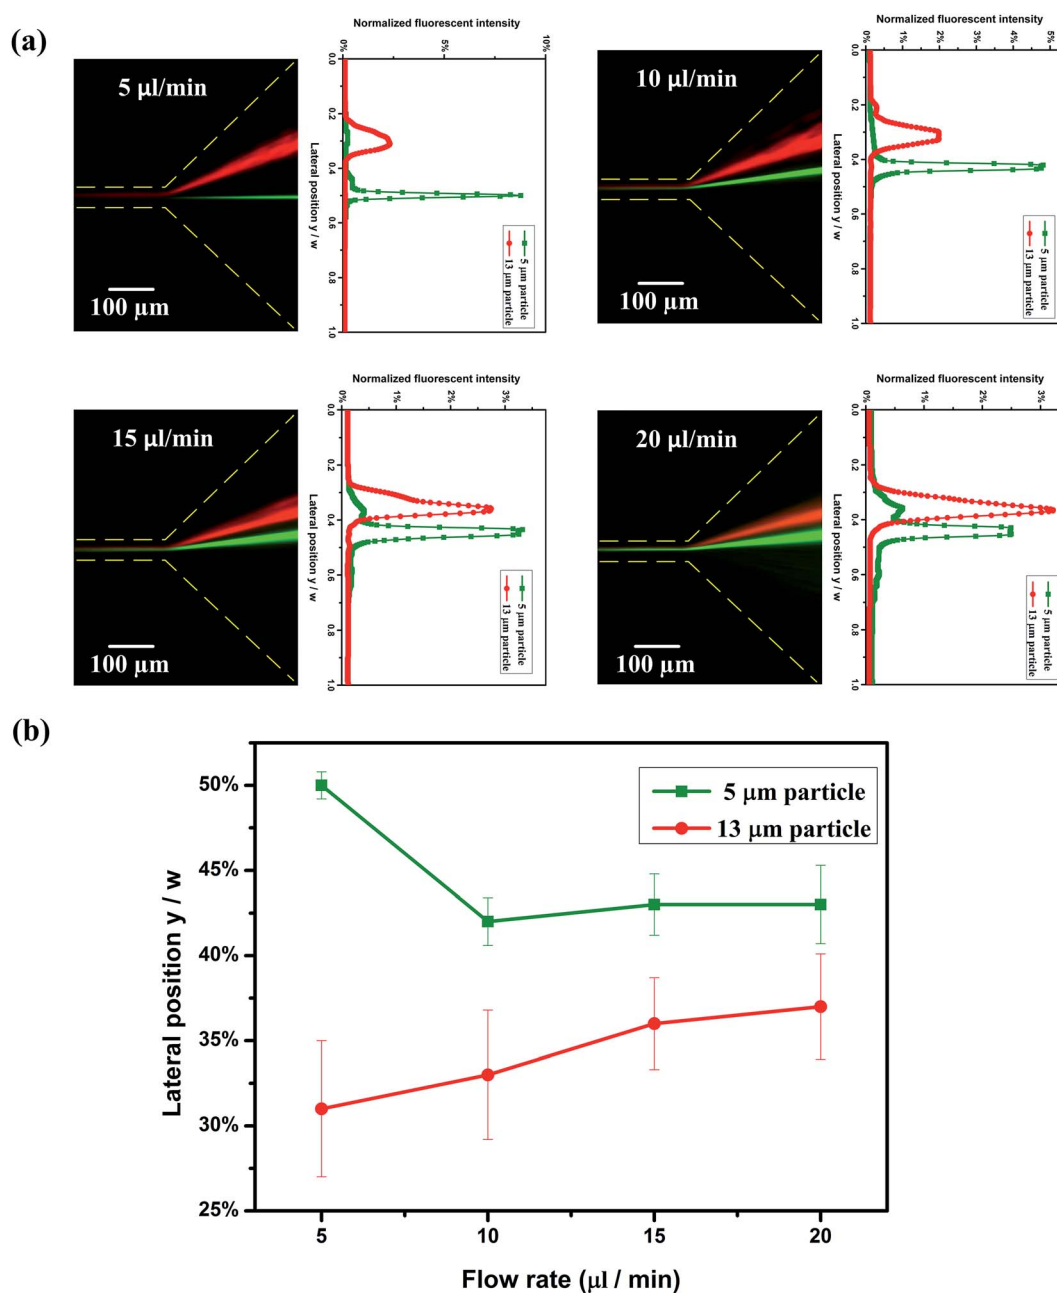 (a)
5 μl/min
100 μm
Normalized fluorescent intensity
0% 5% 10%
Lateral position y / w
0.0 0.2 0.4 0.6 0.8 1.0
5 μm particle
13 μm particle
10 μl/min
100 μm
Normalized fluorescent intensity
0% 1% 2% 3% 4% 5%
Lateral position y / w
0.0 0.2 0.4 0.6 0.8 1.0
5 μm particle
13 μm particle
15 μl/min
100 μm
Normalized fluorescent intensity
0% 1% 2% 3%
Lateral position y / w
0.0 0.2 0.4 0.6 0.8 1.0
5 μm particle
13 μm particle
20 μl/min
100 μm
Normalized fluorescent intensity
0% 1% 2% 3%
Lateral position y / w
0.0 0.2 0.4 0.6 0.8 1.0
5 μm particle
13 μm particle
(b)
Lateral position y / w
50%
45%
40%
35%
30%
25%
5 μm particle
13 μm particle
5 10 15 20
Flow rate (μl / min)